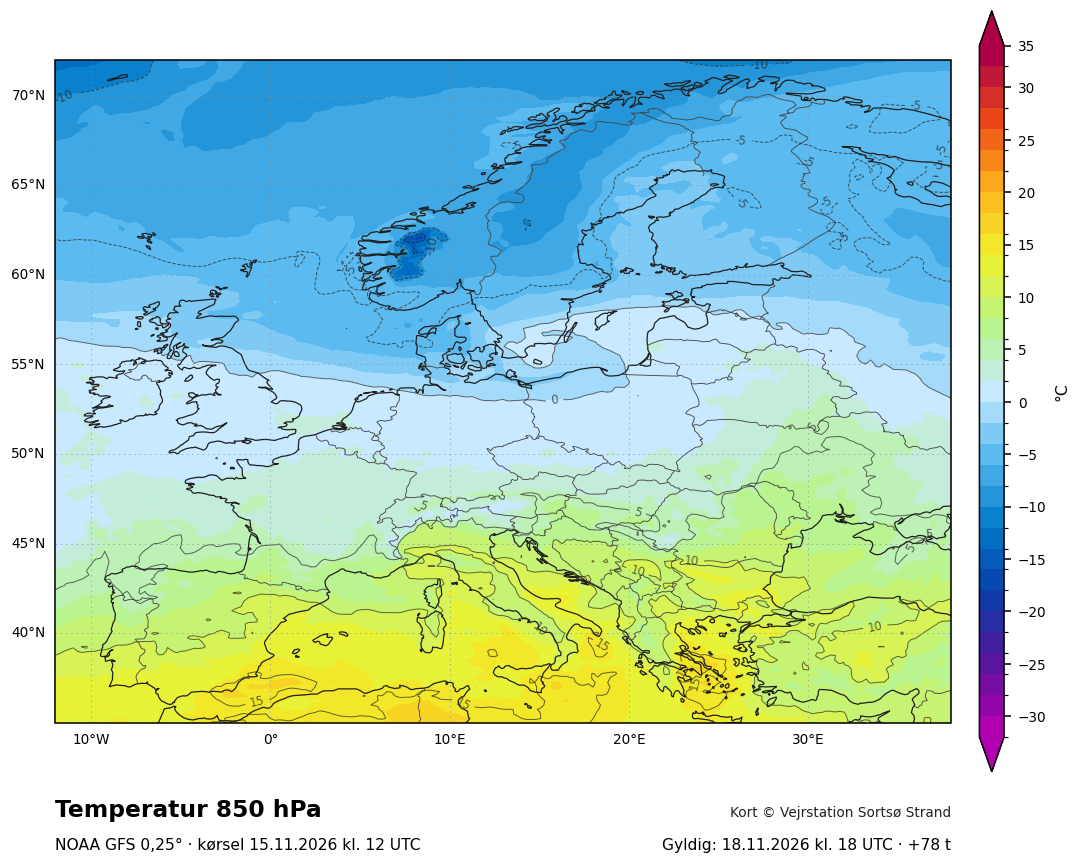 70°N
65°N
60°N
55°N
50°N
45°N
40°N
10°W 0° 10°E 20°E 30°E
35
30
25
20
15
10
5
0
−5
−10
−15
−20
−25
−30
°C
Temperatur 850 hPa
Kort © Vejrstation Sortsø Strand
NOAA GFS 0,25° · kørsel 15.11.2026 kl. 12 UTC
Gyldig: 18.11.2026 kl. 18 UTC · +78 t